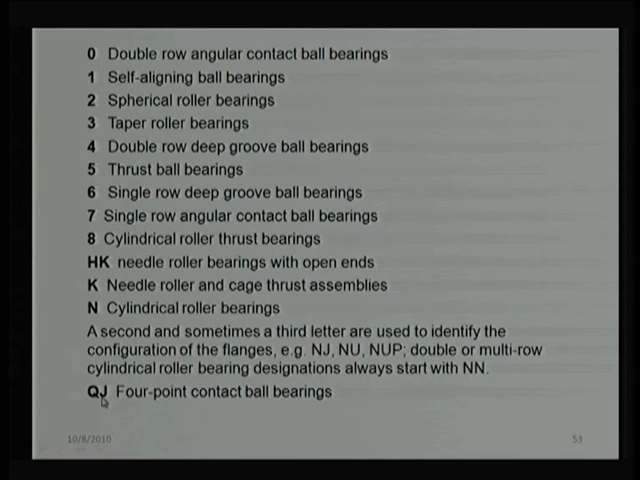 0 Double row angular contact ball bearings
1 Self-aligning ball bearings
2 Spherical roller bearings
3 Taper roller bearings
4 Double row deep groove ball bearings
5 Thrust ball bearings
6 Single row deep groove ball bearings
7 Single row angular contact ball bearings
8 Cylindrical roller thrust bearings
HK needle roller bearings with open ends
K Needle roller and cage thrust assemblies
N Cylindrical roller bearings
A second and sometimes a third letter are used to identify the
configuration of the flanges, e.g. NJ, NU, NUP; double or multi-row
cylindrical roller bearing designations always start with NN.
QJ Four-point contact ball bearings
10/8/2010
53